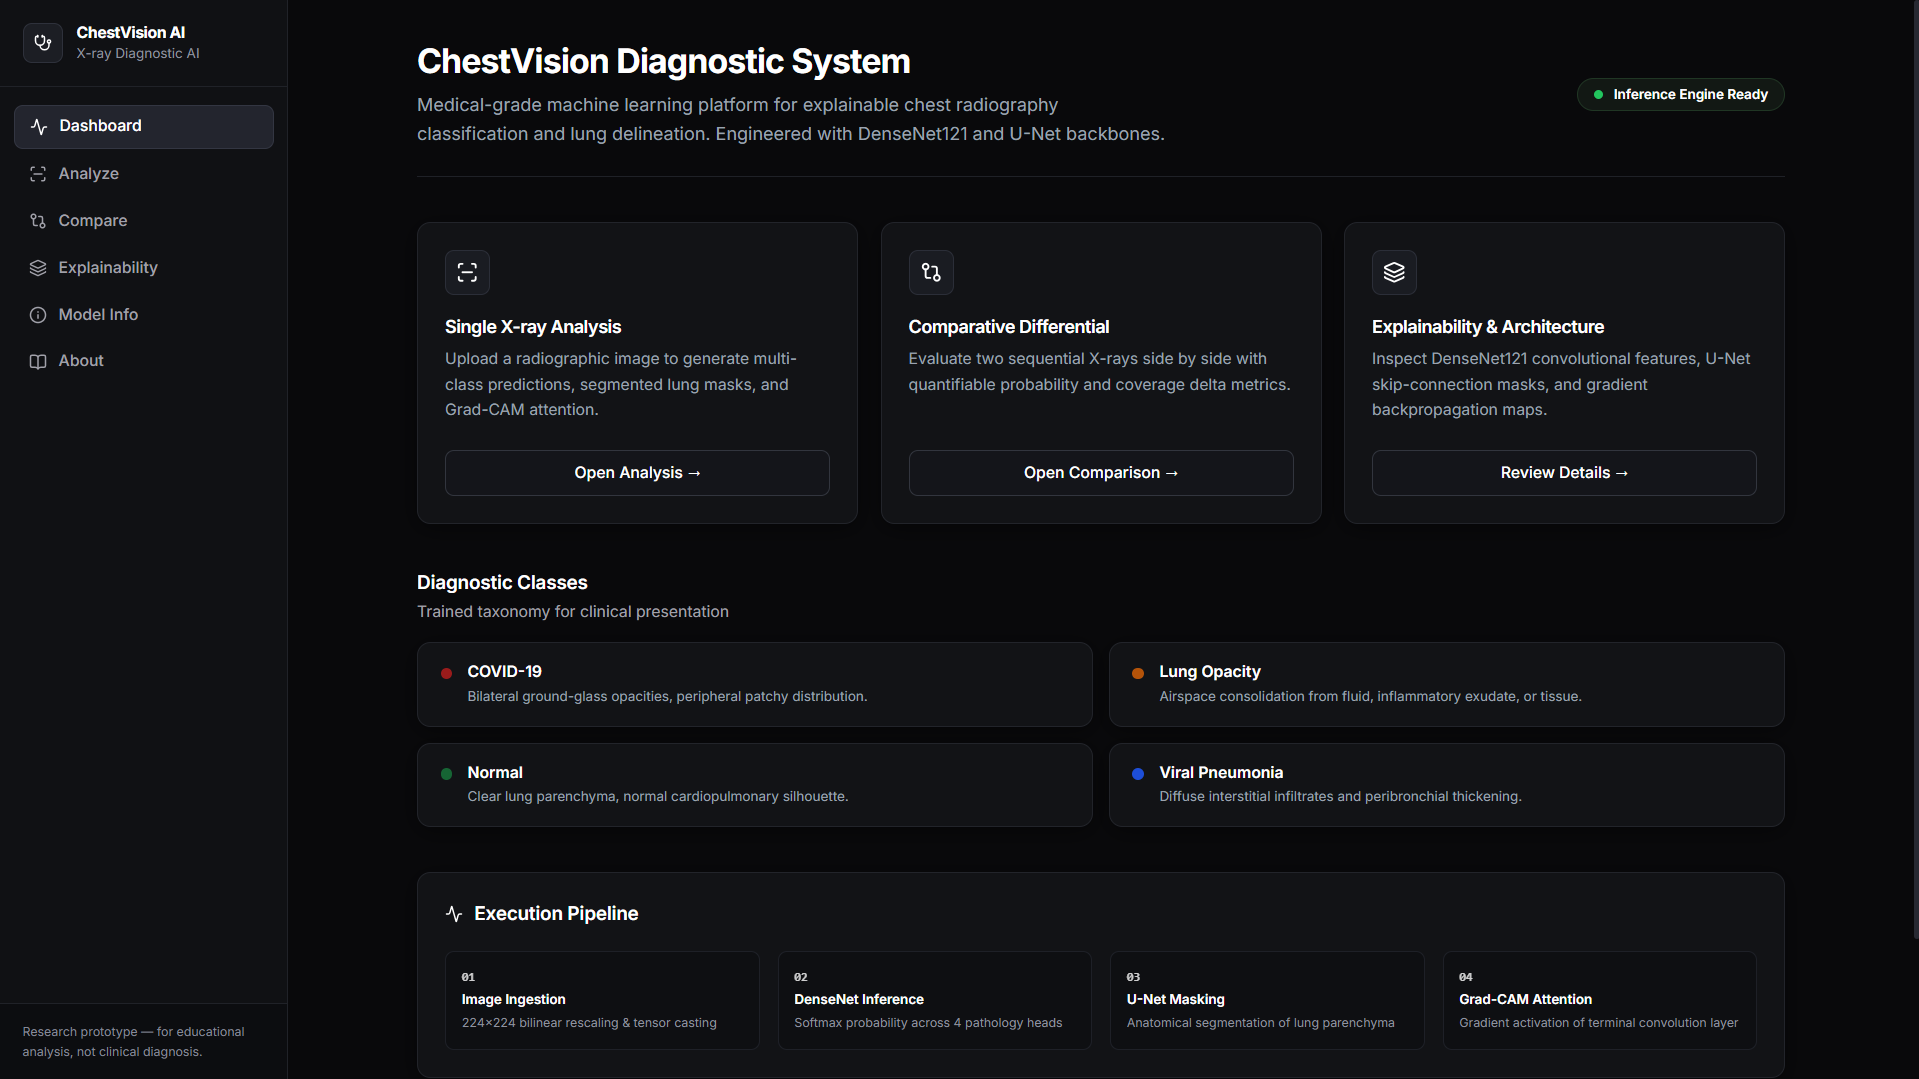 ChestVision AI
X-ray Diagnostic AI
Dashboard
Analyze
Compare
Explainability
Model Info
About
Research prototype — for educational
analysis, not clinical diagnosis.
ChestVision Diagnostic System
Medical-grade machine learning platform for explainable chest radiography
classification and lung delineation. Engineered with DenseNet121 and U-Net backbones.
Inference Engine Ready
Single X-ray Analysis
Upload a radiographic image to generate multi-
class predictions, segmented lung masks, and
Grad-CAM attention.
Open Analysis →
Comparative Differential
Evaluate two sequential X-rays side by side with
quantifiable probability and coverage delta metrics.
Open Comparison →
Explainability & Architecture
Inspect DenseNet121 convolutional features, U-Net
skip-connection masks, and gradient
backpropagation maps.
Review Details →
Diagnostic Classes
Trained taxonomy for clinical presentation
COVID-19
Bilateral ground-glass opacities, peripheral patchy distribution.
Lung Opacity
Airspace consolidation from fluid, inflammatory exudate, or tissue.
Normal
Clear lung parenchyma, normal cardiopulmonary silhouette.
Viral Pneumonia
Diffuse interstitial infiltrates and peribronchial thickening.
Execution Pipeline
01
Image Ingestion
224×224 bilinear rescaling & tensor casting
02
DenseNet Inference
Softmax probability across 4 pathology heads
03
U-Net Masking
Anatomical segmentation of lung parenchyma
04
Grad-CAM Attention
Gradient activation of terminal convolution layer